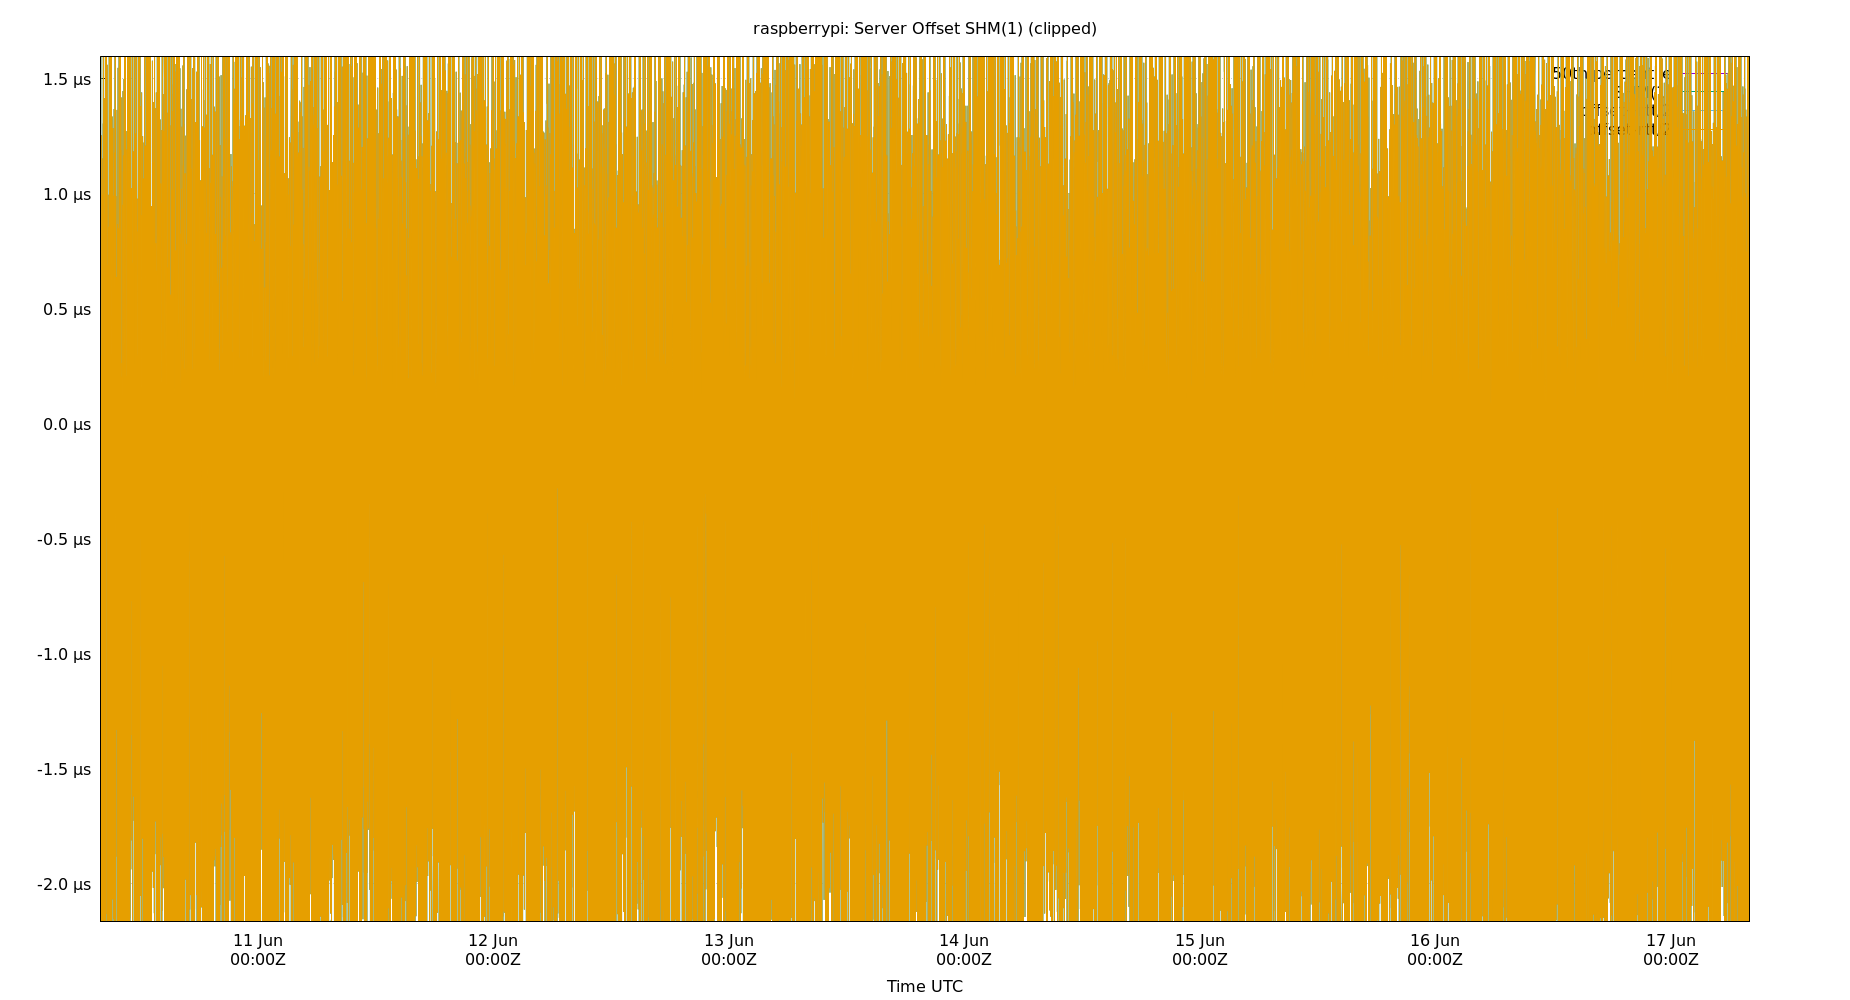 raspberrypi: Server Offset SHM(1) (clipped)
1.5 µs
1.0 µs
0.5 µs
0.0 µs
-0.5 µs
-1.0 µs
-1.5 µs
-2.0 µs
11 Jun 12 Jun 13 Jun 14 Jun 15 Jun 16 Jun 17 Jun
00:00Z 00:00Z 00:00Z 00:00Z 00:00Z 00:00Z 00:00Z
Time UTC